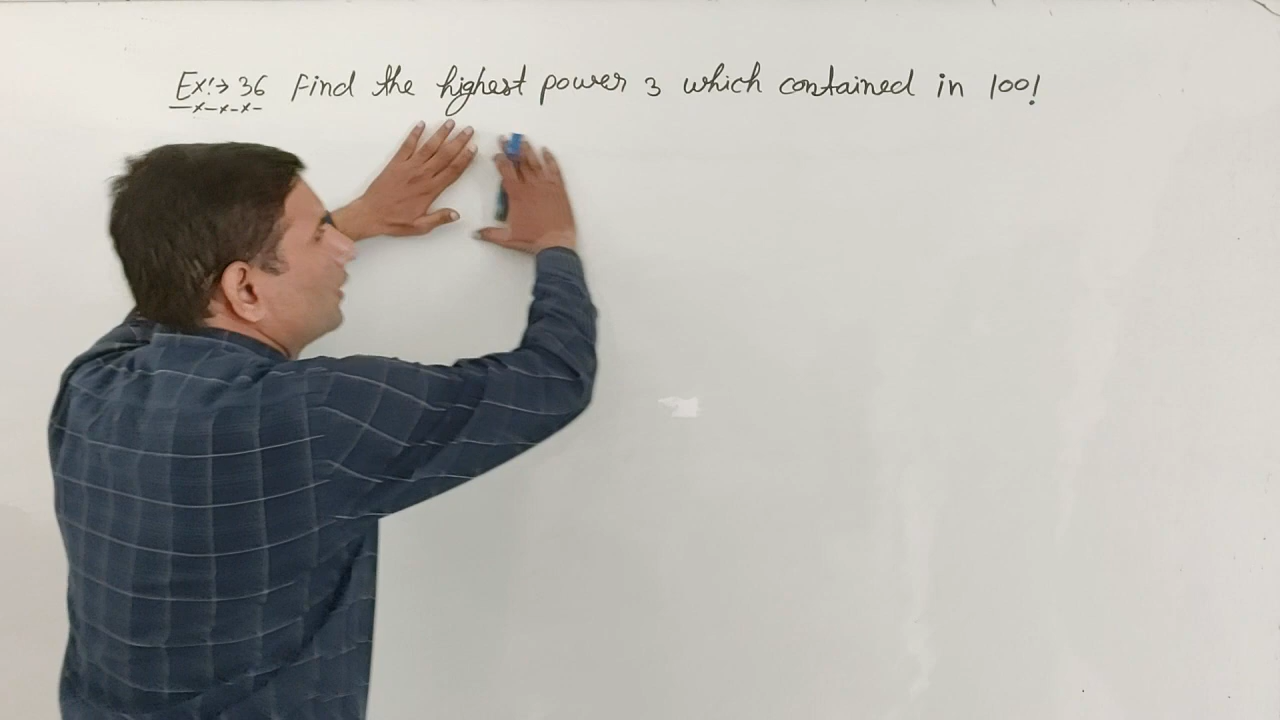 Ex:→ 36 Find the highest power 3 which contained in 100!